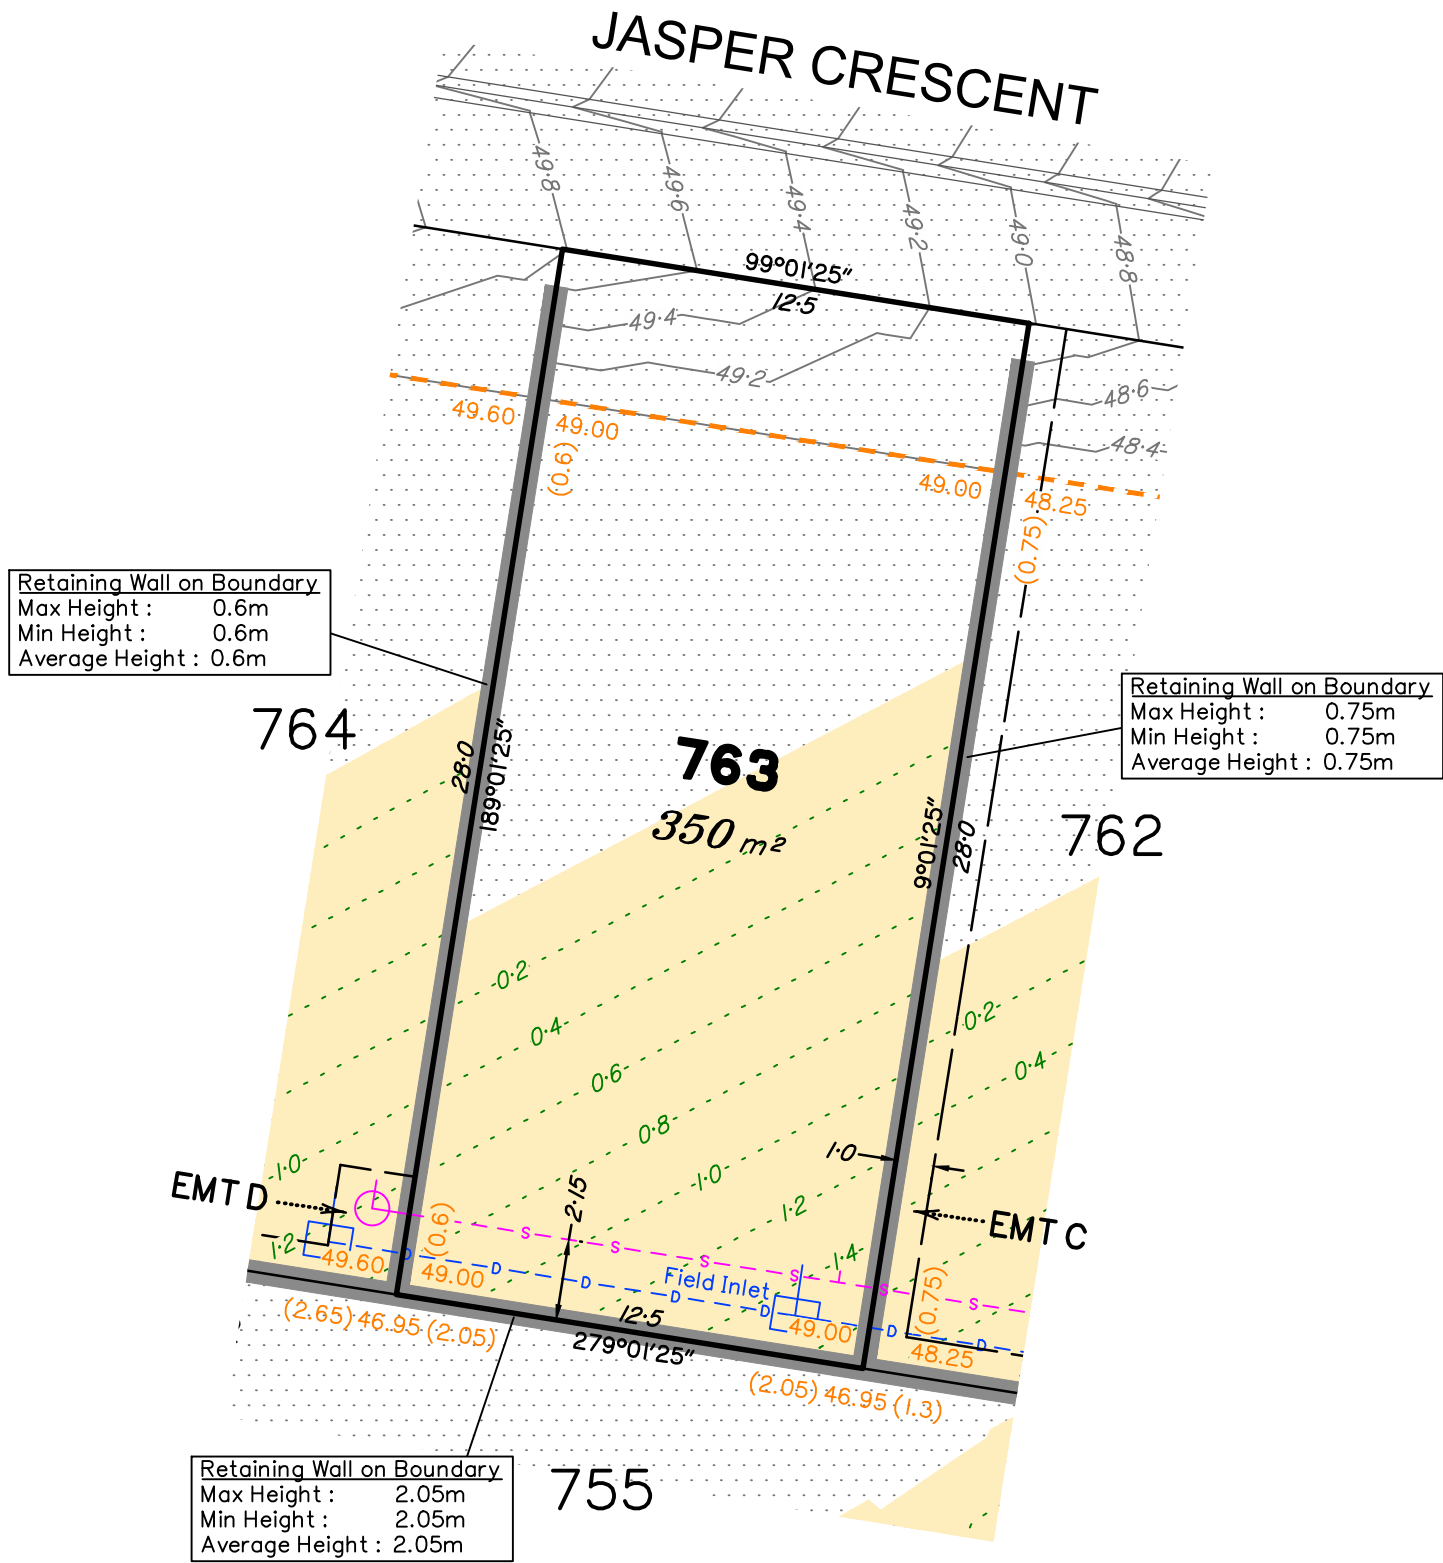 JASPER CRESCENT
49·8
49·6
49·4
49·2
49·0
48·8
99°01'25"
12·5
49·4
49·2
48·6
48·4
49.60
49.00
(0.6)
49.00
48.25
(0.75)
Retaining Wall on Boundary
Max Height : 0.6m
Min Height : 0.6m
Average Height : 0.6m
Retaining Wall on Boundary
Max Height : 0.75m
Min Height : 0.75m
Average Height : 0.75m
764
763
350 m²
762
28·0
189°01'25"
9°01'25"
28·0
0·2
0·4
0·6
0·8
1·0
1·2
1·4
0·2
0·4
1·0
1·2
1·0
2·15
EMT D
EMT C
S S S S S S
D D D D D D
Field Inlet
49.60
(0.6)
49.00
49.00
(0.75)
48.25
12·5
279°01'25"
(2.65) 46.95 (2.05)
(2.05) 46.95 (1.3)
Retaining Wall on Boundary
Max Height : 2.05m
Min Height : 2.05m
Average Height : 2.05m
755